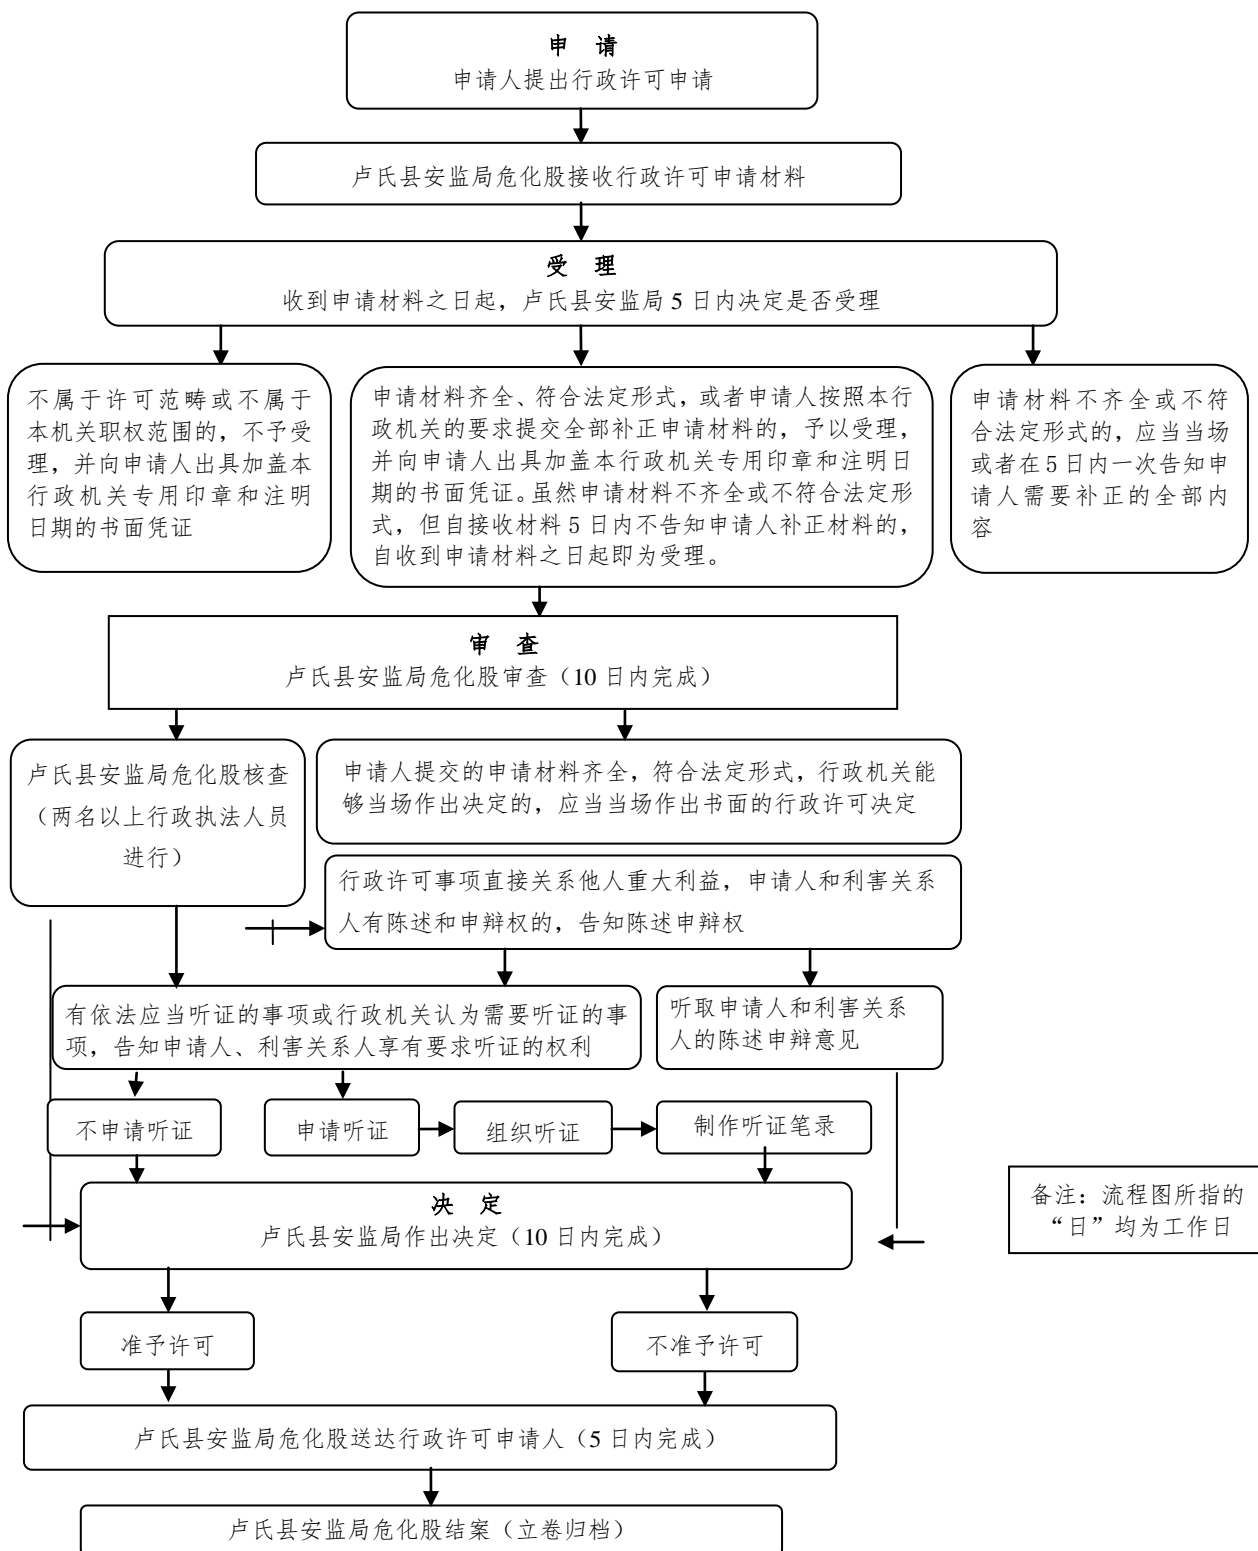 申 请
申请人提出行政许可申请
卢氏县安监局危化股接收行政许可申请材料
受 理
收到申请材料之日起，卢氏县安监局 5 日内决定是否受理
不属于许可范畴或不属于
本机关职权范围的，不予受
理，并向申请人出具加盖本
行政机关专用印章和注明
日期的书面凭证
申请材料齐全、符合法定形式，或者申请人按照本行
政机关的要求提交全部补正申请材料的，予以受理，
并向申请人出具加盖本行政机关专用印章和注明日
期的书面凭证。虽然申请材料不齐全或不符合法定形
式，但自接收材料 5 日内不告知申请人补正材料的，
自收到申请材料之日起即为受理。
申请材料不齐全或不符
合法定形式的，应当当场
或者在 5 日内一次告知申
请人需要补正的全部内
容
审 查
卢氏县安监局危化股审查（10 日内完成）
卢氏县安监局危化股核查
（两名以上行政执法人员
进行）
申请人提交的申请材料齐全，符合法定形式，行政机关能
够当场作出决定的，应当当场作出书面的行政许可决定
行政许可事项直接关系他人重大利益，申请人和利害关系
人有陈述和申辩权的，告知陈述申辩权
有依法应当听证的事项或行政机关认为需要听证的事
项，告知申请人、利害关系人享有要求听证的权利
听取申请人和利害关系
人的陈述申辩意见
不申请听证
申请听证
组织听证
制作听证笔录
决 定
卢氏县安监局作出决定（10 日内完成）
备注：流程图所指的
“日”均为工作日
准予许可
不准予许可
卢氏县安监局危化股送达行政许可申请人（5 日内完成）
卢氏县安监局危化股结案（立卷归档）